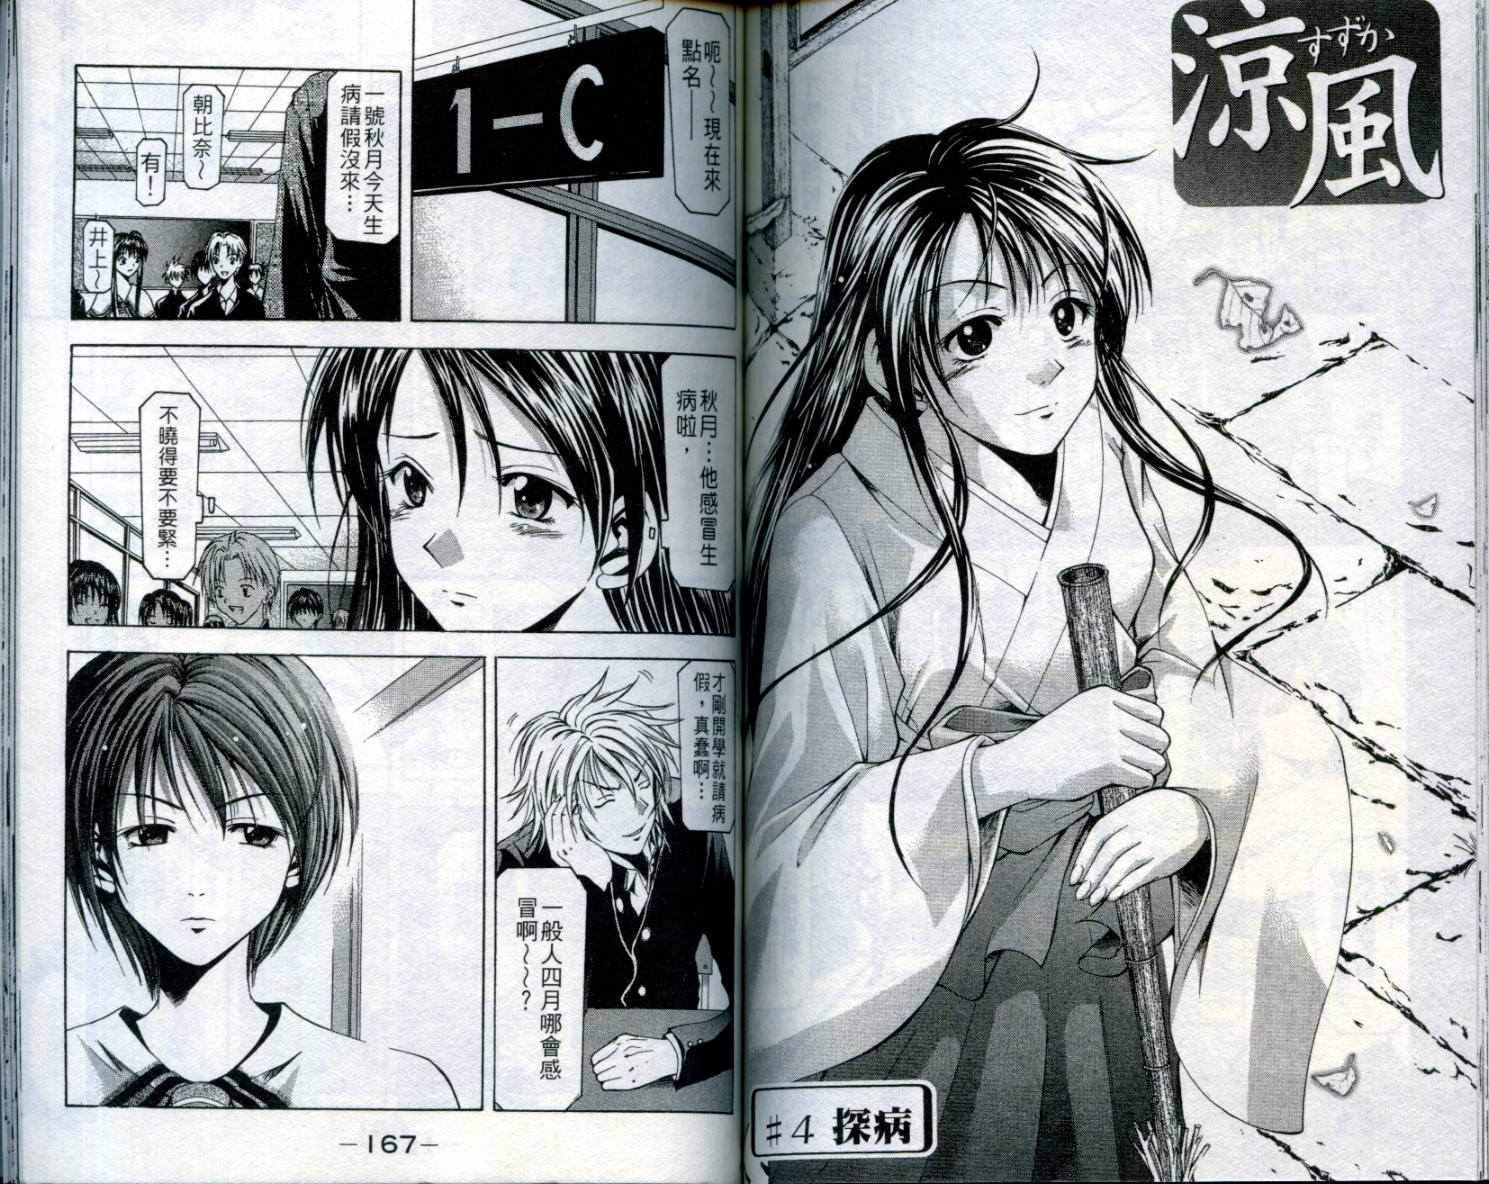 涼風
すずか
♯4 探病
呃～～現在來
點名——
1-C
一號秋月今天生
病請假沒來…
朝比奈～
有！
井上～
秋月…他感冒生
病啦，
不曉得要不要緊…
才剛開學就請病
假，真蠢啊…
一般人四月哪會感
冒啊～～？
－167－